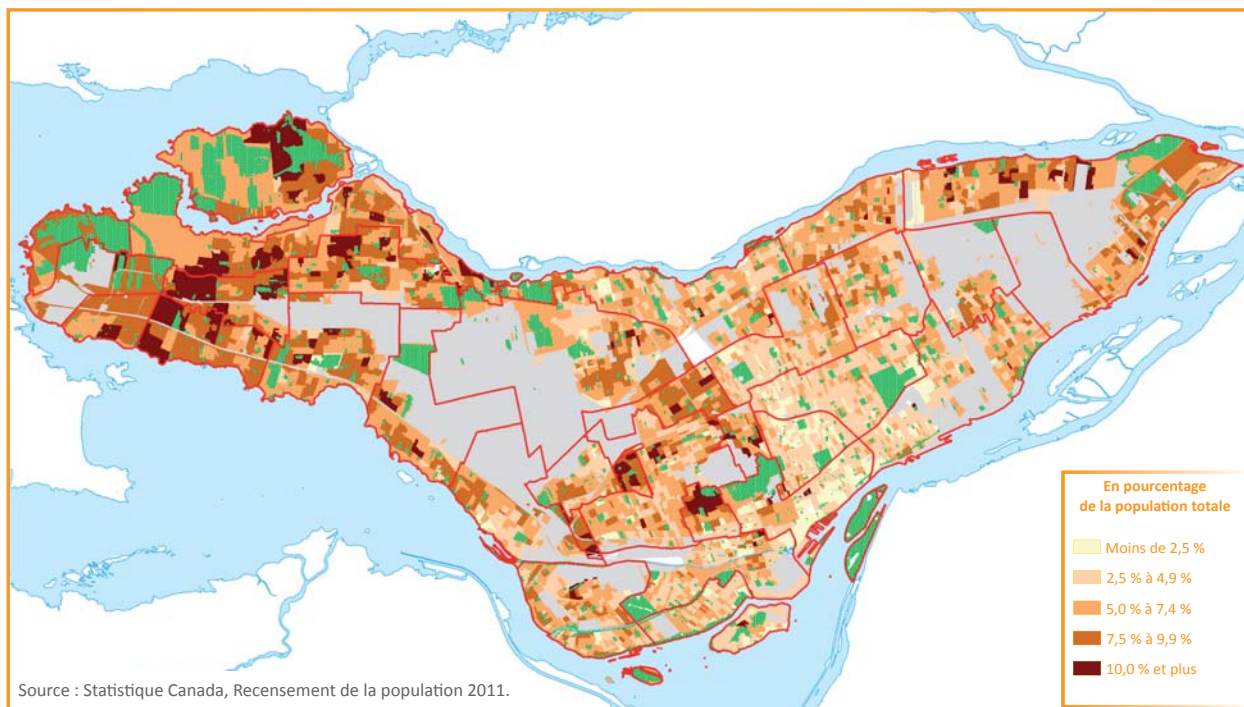 En pourcentage
de la population totale
Moins de 2,5 %
2,5 % à 4,9 %
5,0 % à 7,4 %
7,5 % à 9,9 %
10,0 % et plus
Source : Statistique Canada, Recensement de la population 2011.